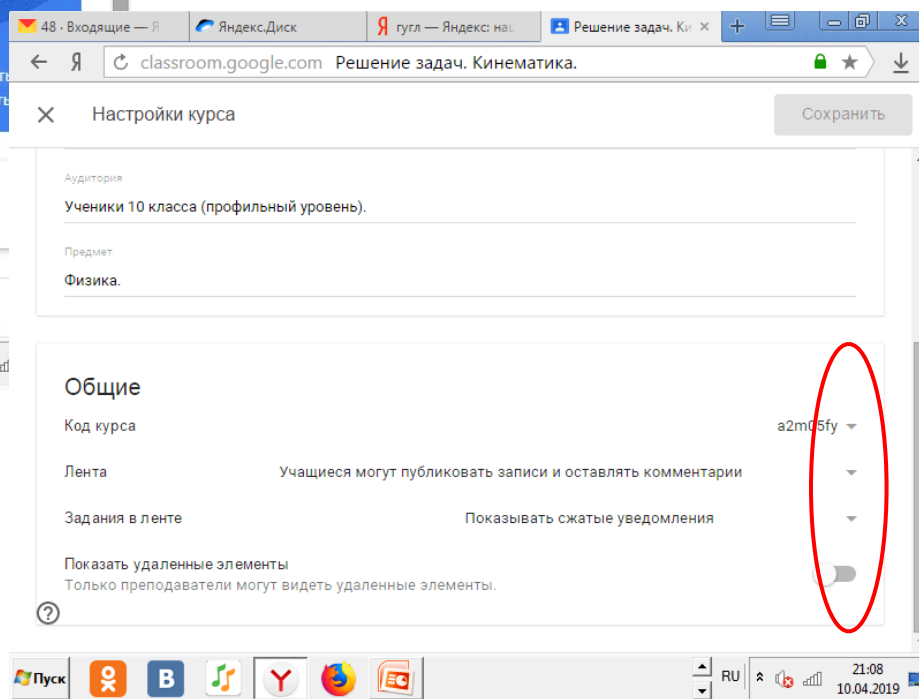 48 · Входящие — Я
Яндекс.Диск
Я гугл — Яндекс: на
Решение задач. Ки
Я
classroom.google.com Решение задач. Кинематика.
Настройки курса
Сохранить
Аудитория
Ученики 10 класса (профильный уровень).
Предмет
Физика.
Общие
Код курса a2m05fy
Лента Учащиеся могут публиковать записи и оставлять комментарии
Задания в ленте Показывать сжатые уведомления
Показать удаленные элементы
Только преподаватели могут видеть удаленные элементы.
Пуск
В
Y
RU
21:08
10.04.2019